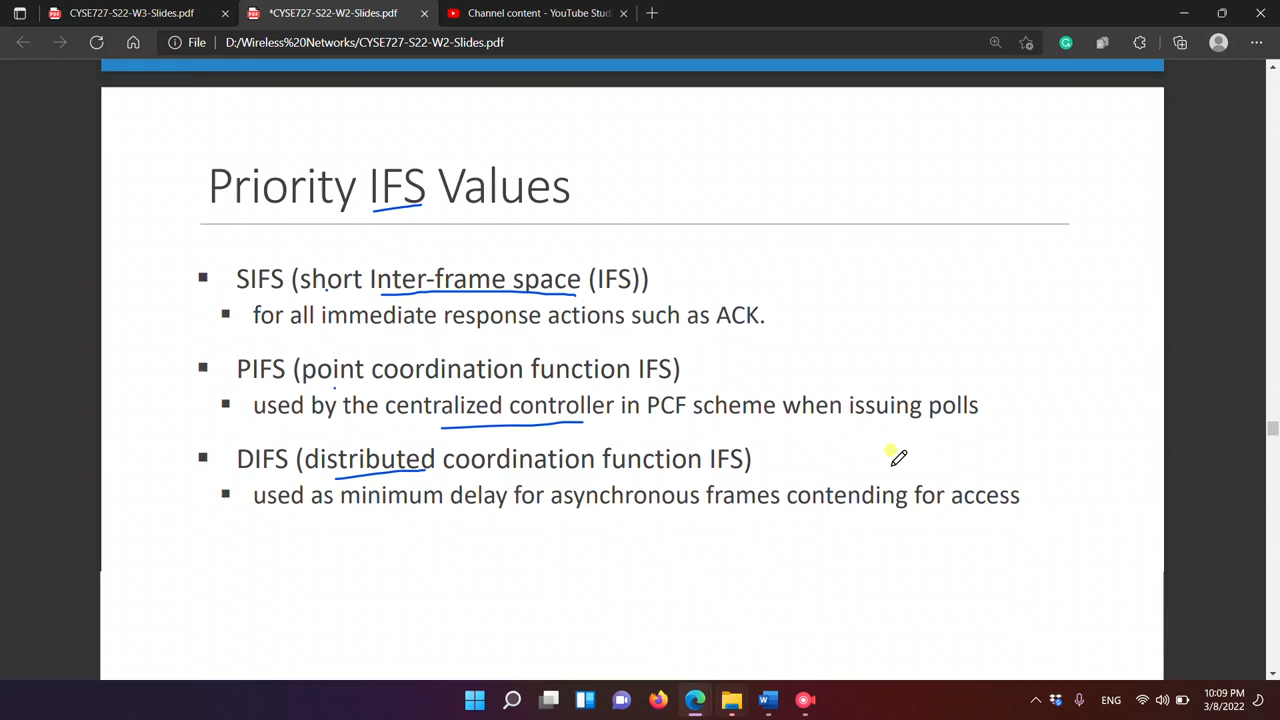 CYSE727-S22-W3-Slides.pdf
*CYSE727-S22-W2-Slides.pdf
Channel content - YouTube Stud
File
D:/Wireless%20Networks/CYSE727-S22-W2-Slides.pdf
Priority IFS Values
SIFS (short Inter-frame space (IFS))
for all immediate response actions such as ACK.
PIFS (point coordination function IFS)
used by the centralized controller in PCF scheme when issuing polls
DIFS (distributed coordination function IFS)
used as minimum delay for asynchronous frames contending for access
ENG
10:09 PM
3/8/2022